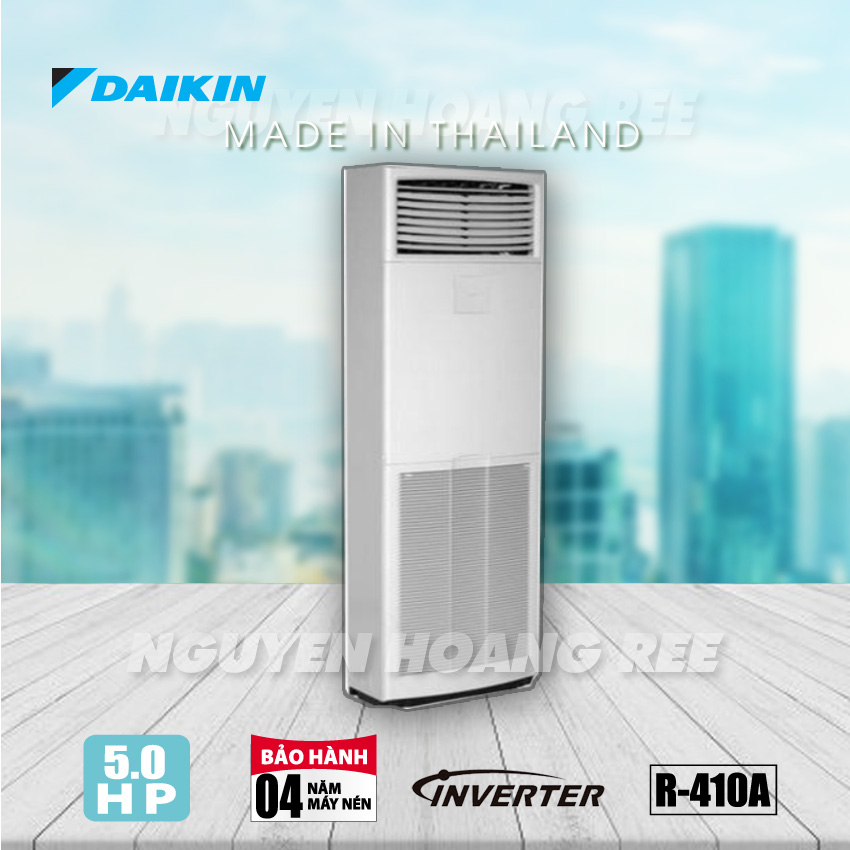 DAIKIN
NGUYEN HOANG REE
MADE IN THAILAND
NGUYEN HOANG REE
5.0
HP
BẢO HÀNH
04 NĂM
MÁY NÉN
INVERTER
R-410A